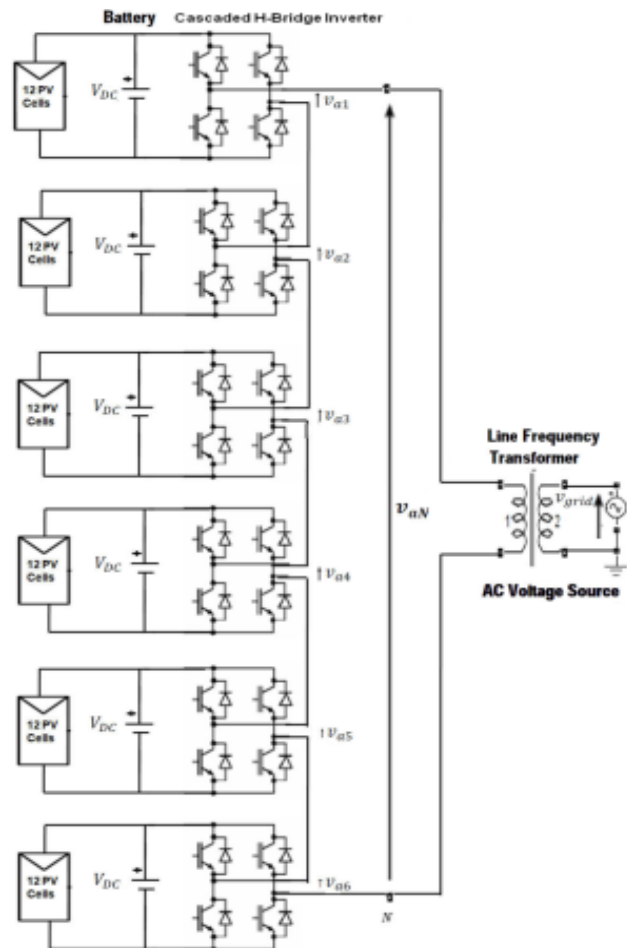 Battery Cascaded H-Bridge Inverter
12 PV
Cells
V_DC
↑v_a1
12 PV
Cells
V_DC
↑v_a2
12 PV
Cells
V_DC
↑v_a3
Line Frequency
Transformer
v_aN
v_grid
1
2
AC Voltage Source
12 PV
Cells
V_DC
↑v_a4
12 PV
Cells
V_DC
↑v_a5
12 PV
Cells
V_DC
↑v_a6
N